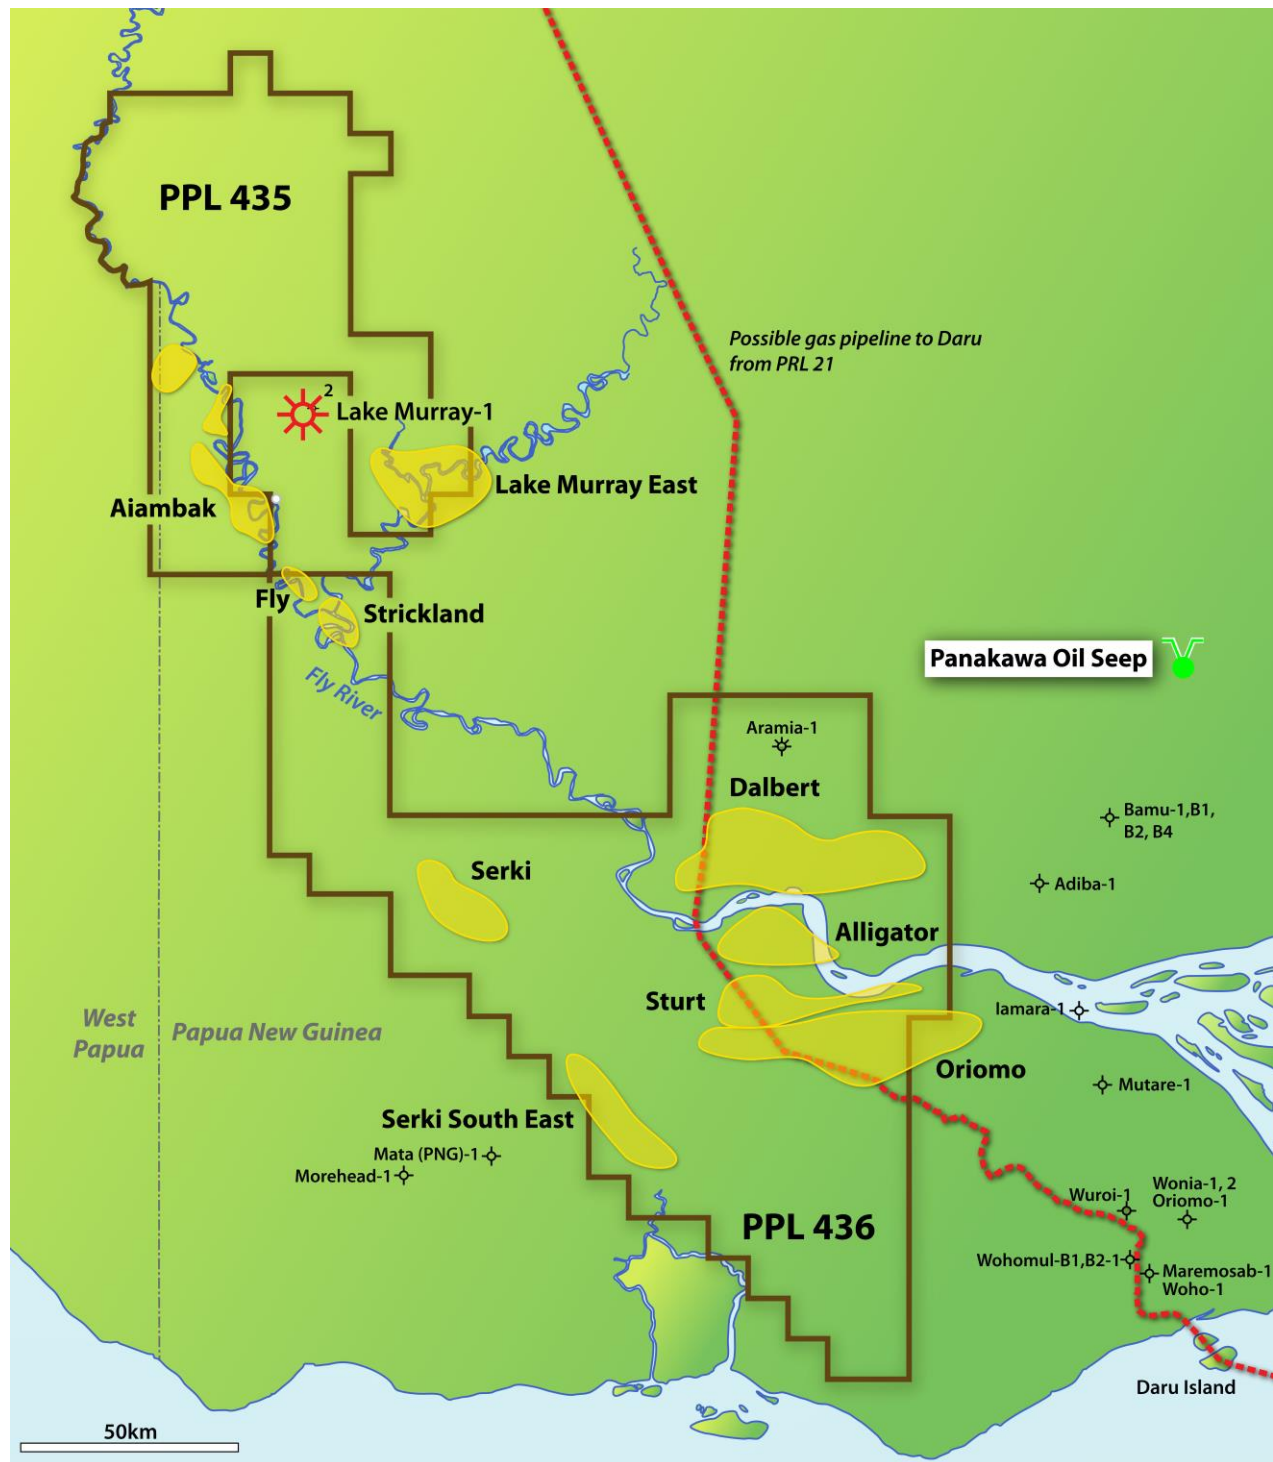 PPL 435
Possible gas pipeline to Daru
from PRL 21
2
Lake Murray-1
Lake Murray East
Aiambak
Fly
Strickland
Fly River
Panakawa Oil Seep
Aramia-1
Dalbert
Bamu-1,B1,
B2, B4
Serki
Adiba-1
Alligator
Sturt
Iamara-1
West
Papua
Papua New Guinea
Oriomo
Mutare-1
Serki South East
Mata (PNG)-1
Morehead-1
Wuroi-1
Wonia-1, 2
Oriomo-1
PPL 436
Wohomul-B1,B2-1
Maremosab-1
Woho-1
Daru Island
50km